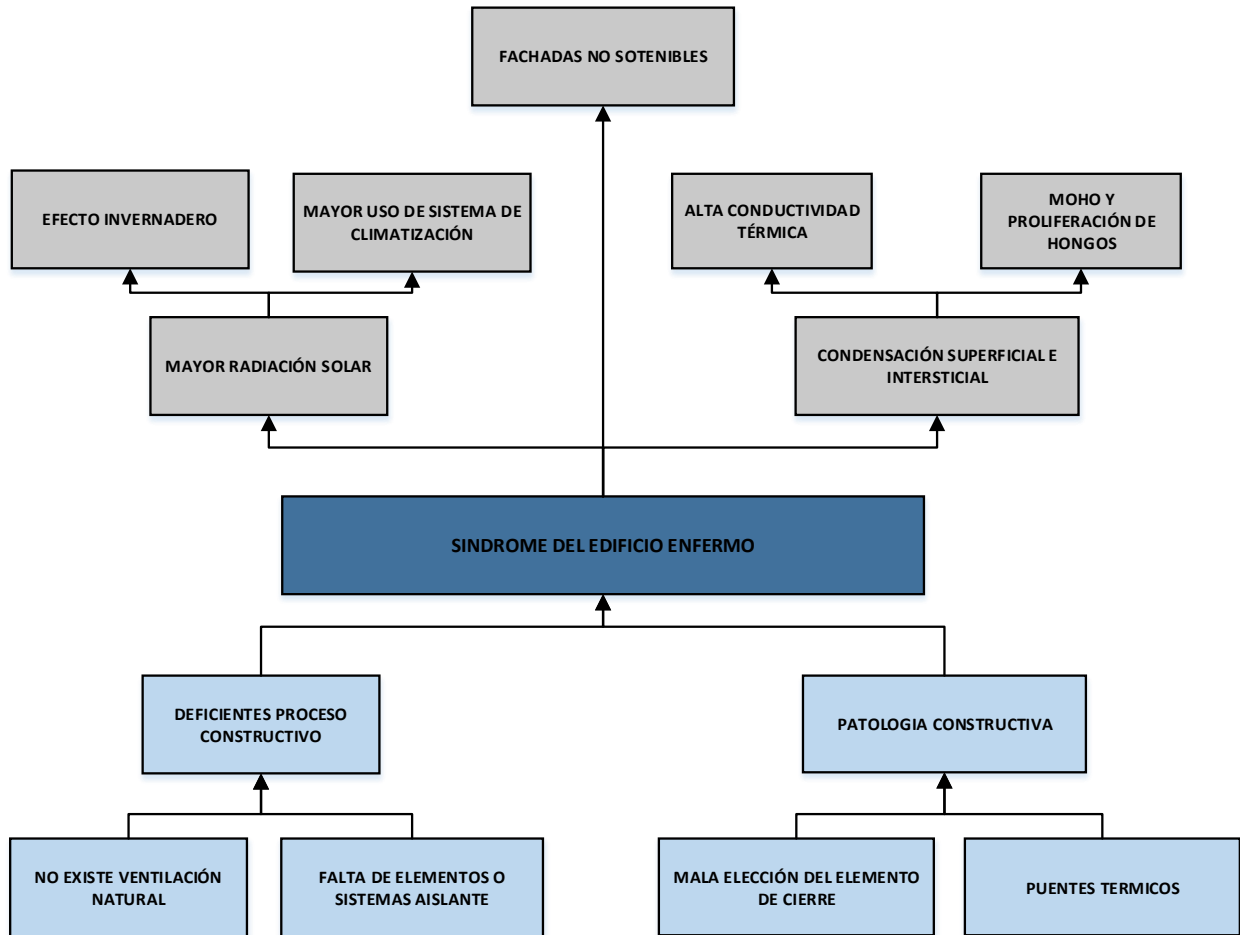 FACHADAS NO SOTENIBLES
EFECTO INVERNADERO
MAYOR USO DE SISTEMA DE
CLIMATIZACIÓN
ALTA CONDUCTIVIDAD
TÉRMICA
MOHO Y
PROLIFERACIÓN DE
HONGOS
MAYOR RADIACIÓN SOLAR
CONDENSACIÓN SUPERFICIAL E
INTERSTICIAL
SINDROME DEL EDIFICIO ENFERMO
DEFICIENTES PROCESO
CONSTRUCTIVO
PATOLOGIA CONSTRUCTIVA
NO EXISTE VENTILACIÓN
NATURAL
FALTA DE ELEMENTOS O
SISTEMAS AISLANTE
MALA ELECCIÓN DEL ELEMENTO
DE CIERRE
PUENTES TERMICOS